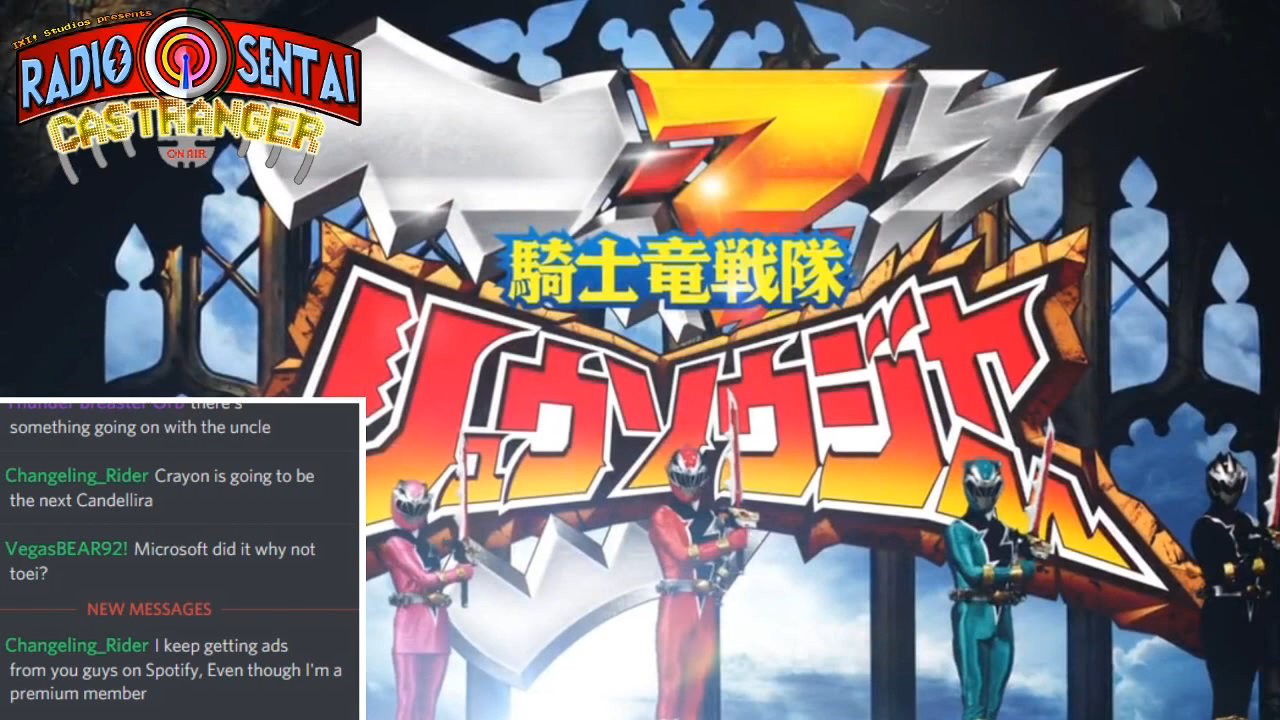 IXI! Studios presents
RADIO SENTAI
CASTRANGER
ON AIR
騎士竜戦隊
リュウソウジャー
there's
something going on with the uncle
Changeling_Rider Crayon is going to be
the next Candellira
VegasBEAR92! Microsoft did it why not
toei?
NEW MESSAGES
Changeling_Rider I keep getting ads
from you guys on Spotify, Even though I'm a
premium member